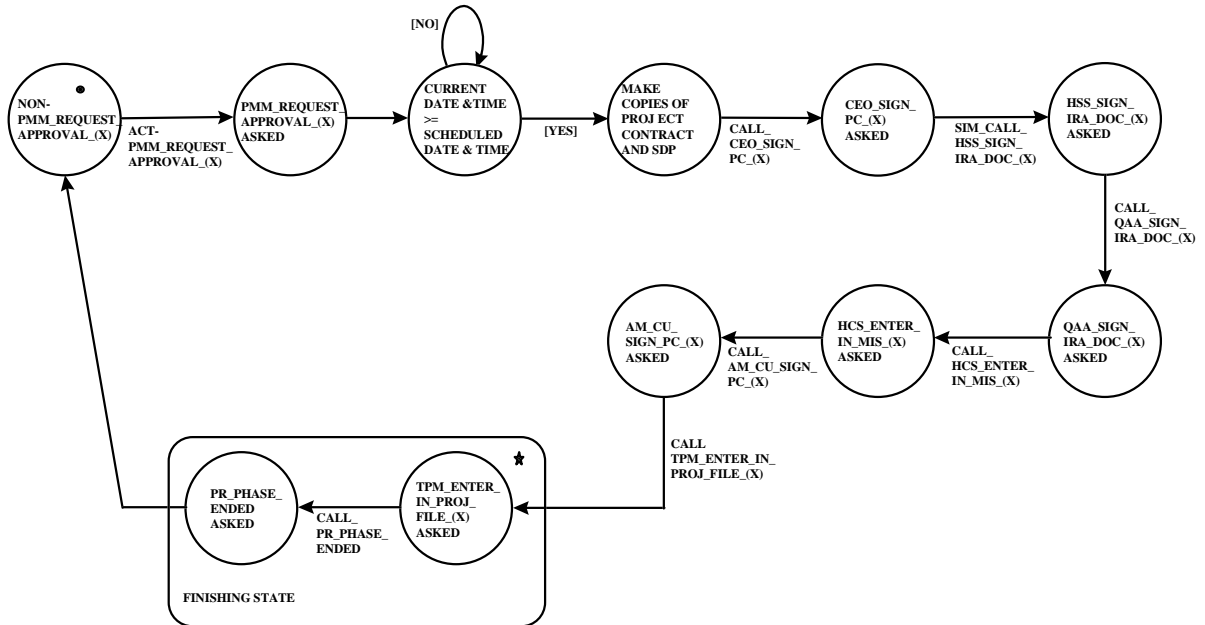 [NO]
NON-
PMM_REQUEST_
APPROVAL_(X)
ACT-
PMM_REQUEST_
APPROVAL_(X)
PMM_REQUEST_
APPROVAL_(X)
ASKED
CURRENT
DATE &TIME
>=
SCHEDULED
DATE & TIME
[YES]
MAKE
COPIES OF
PROJ ECT
CONTRACT
AND SDP
CALL_
CEO_SIGN_
PC_(X)
CEO_SIGN_
PC_(X)
ASKED
SIM_CALL_
HSS_SIGN_
IRA_DOC_(X)
HSS_SIGN_
IRA_DOC_(X)
ASKED
CALL_
QAA_SIGN_
IRA_DOC_(X)
QAA_SIGN_
IRA_DOC_(X)
ASKED
CALL_
HCS_ENTER_
IN_MIS_(X)
HCS_ENTER_
IN_MIS_(X)
ASKED
CALL_
AM_CU_SIGN_
PC_(X)
AM_CU_
SIGN_PC_(X)
ASKED
CALL
TPM_ENTER_IN_
PROJ_FILE_(X)
TPM_ENTER_
IN_PROJ_
FILE_(X)
ASKED
CALL_
PR_PHASE_
ENDED
PR_PHASE_
ENDED
ASKED
FINISHING STATE